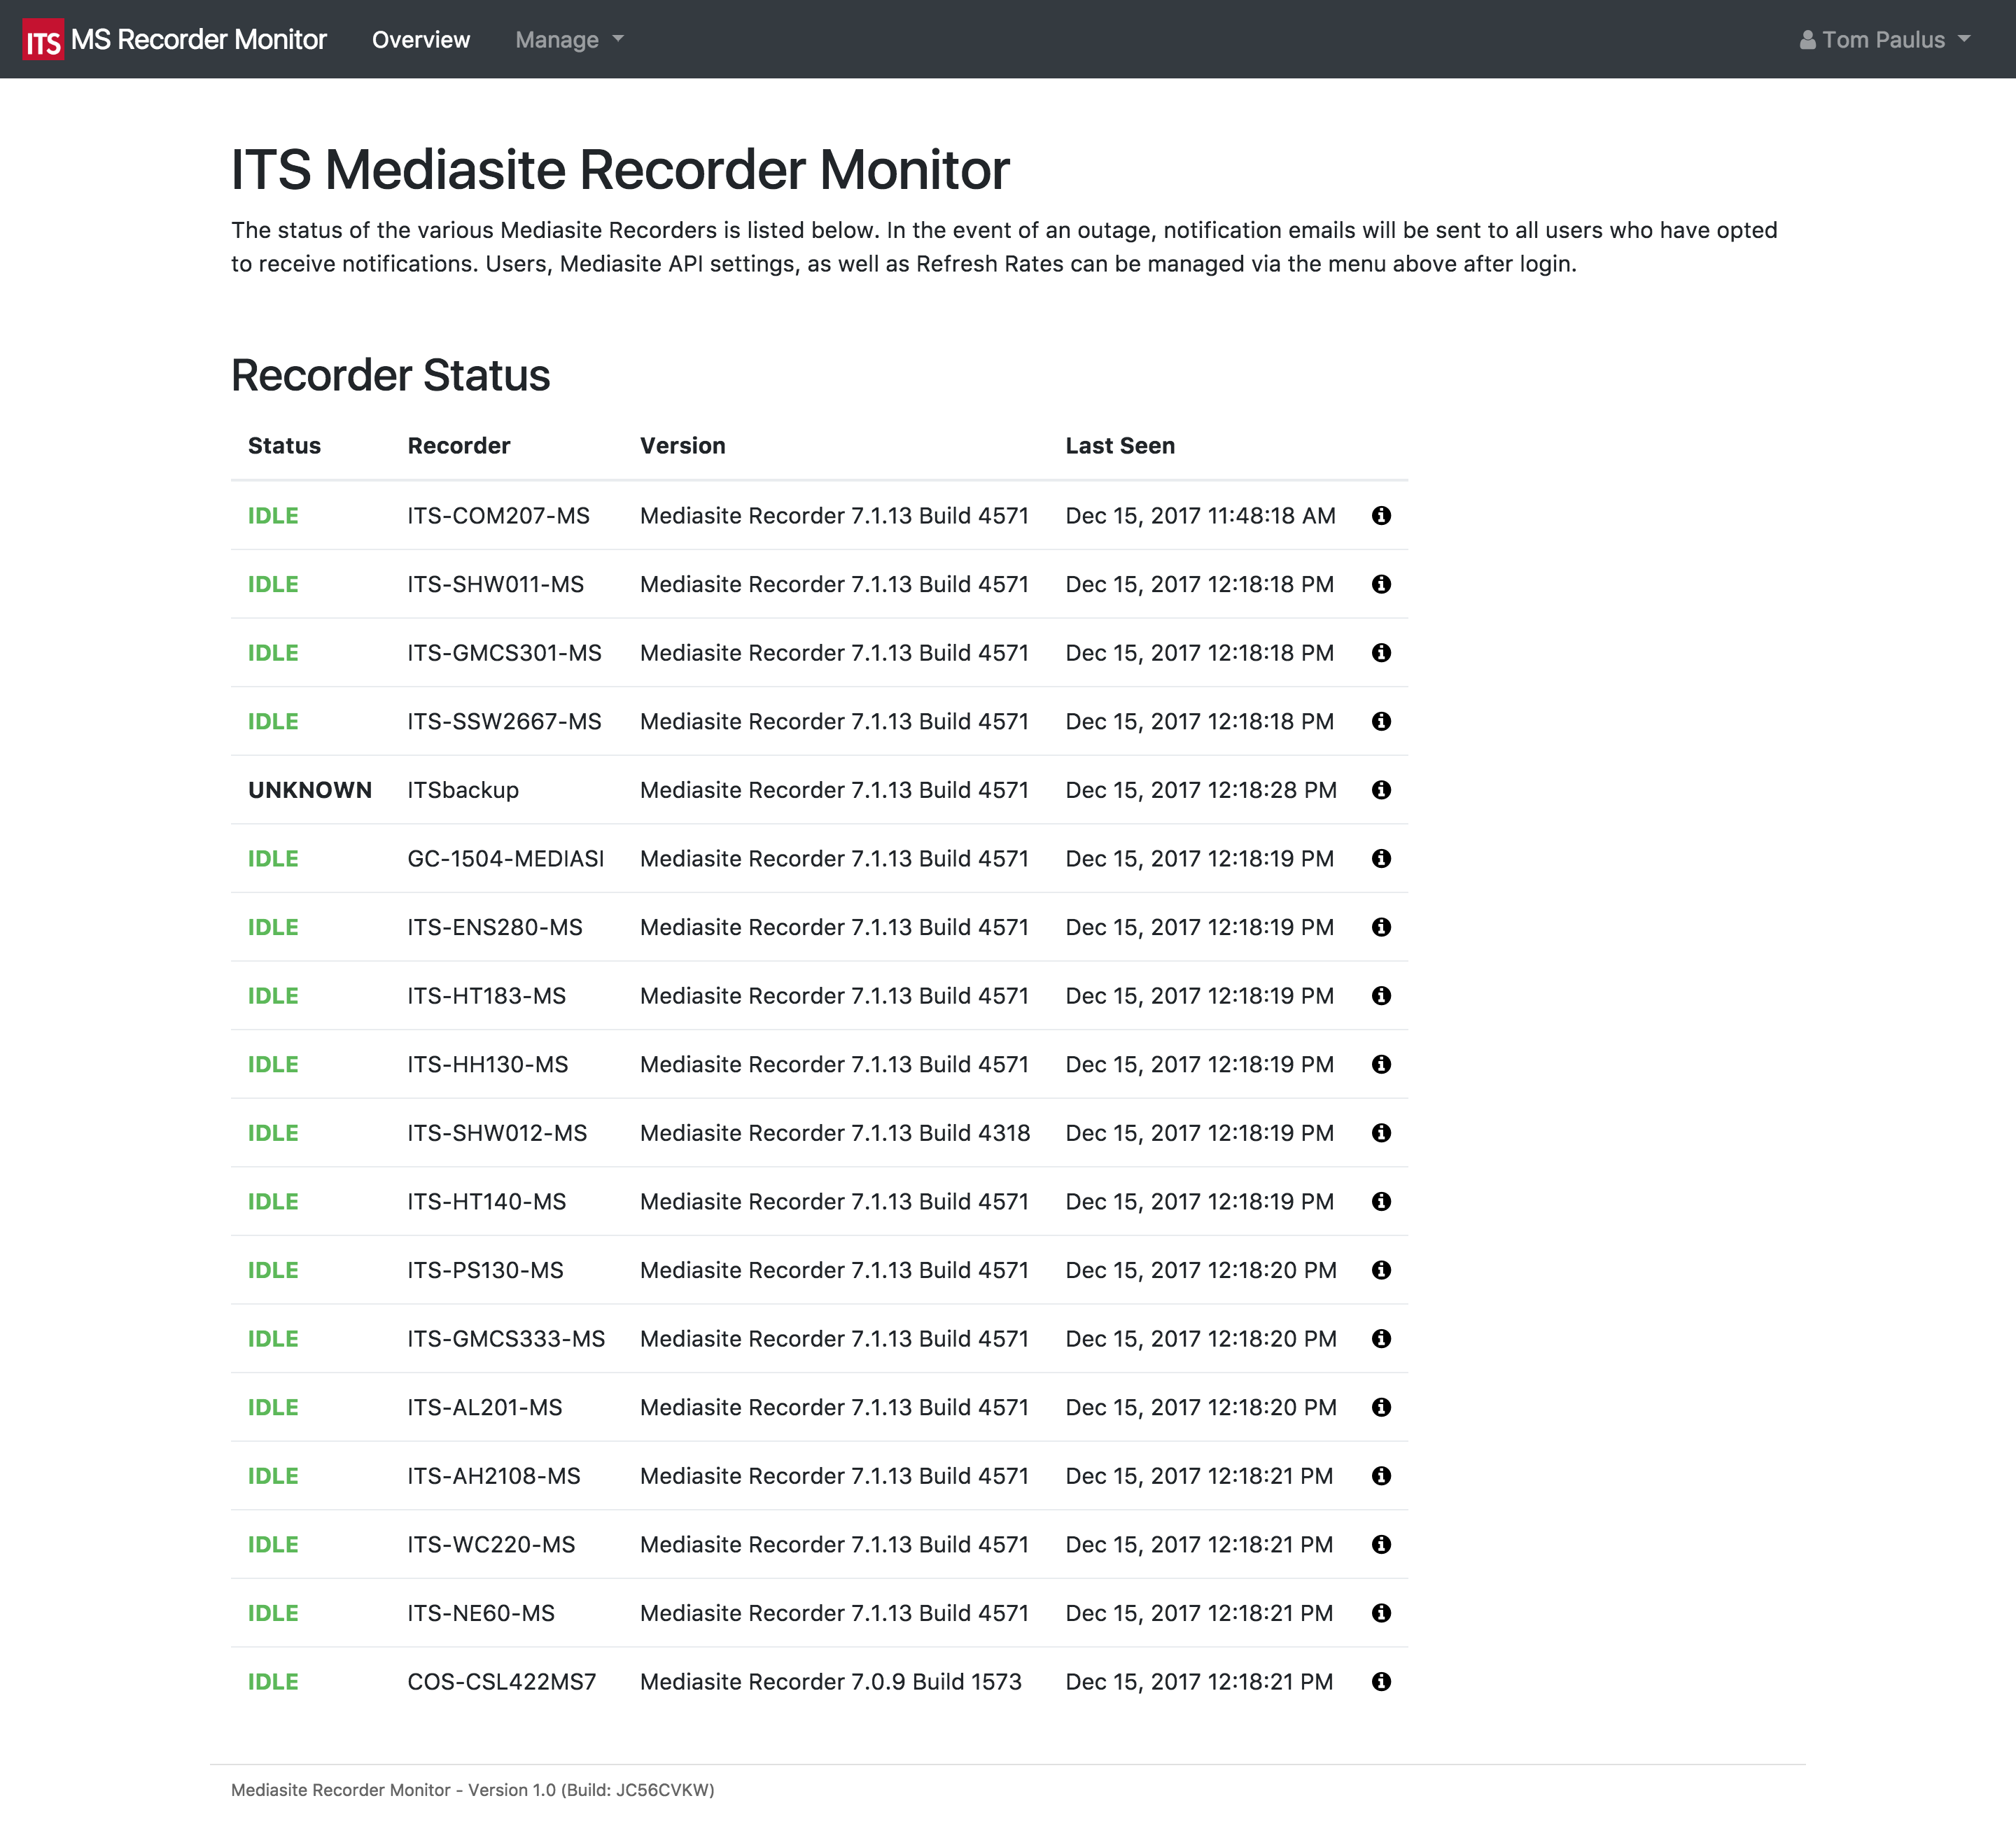 ITS MS Recorder Monitor Overview Manage Tom Paulus
ITS Mediasite Recorder Monitor
The status of the various Mediasite Recorders is listed below. In the event of an outage, notification emails will be sent to all users who have opted
to receive notifications. Users, Mediasite API settings, as well as Refresh Rates can be managed via the menu above after login.
Recorder Status
Status Recorder Version Last Seen
IDLE ITS-COM207-MS Mediasite Recorder 7.1.13 Build 4571 Dec 15, 2017 11:48:18 AM
IDLE ITS-SHW011-MS Mediasite Recorder 7.1.13 Build 4571 Dec 15, 2017 12:18:18 PM
IDLE ITS-GMCS301-MS Mediasite Recorder 7.1.13 Build 4571 Dec 15, 2017 12:18:18 PM
IDLE ITS-SSW2667-MS Mediasite Recorder 7.1.13 Build 4571 Dec 15, 2017 12:18:18 PM
UNKNOWN ITSbackup Mediasite Recorder 7.1.13 Build 4571 Dec 15, 2017 12:18:28 PM
IDLE GC-1504-MEDIASI Mediasite Recorder 7.1.13 Build 4571 Dec 15, 2017 12:18:19 PM
IDLE ITS-ENS280-MS Mediasite Recorder 7.1.13 Build 4571 Dec 15, 2017 12:18:19 PM
IDLE ITS-HT183-MS Mediasite Recorder 7.1.13 Build 4571 Dec 15, 2017 12:18:19 PM
IDLE ITS-HH130-MS Mediasite Recorder 7.1.13 Build 4571 Dec 15, 2017 12:18:19 PM
IDLE ITS-SHW012-MS Mediasite Recorder 7.1.13 Build 4318 Dec 15, 2017 12:18:19 PM
IDLE ITS-HT140-MS Mediasite Recorder 7.1.13 Build 4571 Dec 15, 2017 12:18:19 PM
IDLE ITS-PS130-MS Mediasite Recorder 7.1.13 Build 4571 Dec 15, 2017 12:18:20 PM
IDLE ITS-GMCS333-MS Mediasite Recorder 7.1.13 Build 4571 Dec 15, 2017 12:18:20 PM
IDLE ITS-AL201-MS Mediasite Recorder 7.1.13 Build 4571 Dec 15, 2017 12:18:20 PM
IDLE ITS-AH2108-MS Mediasite Recorder 7.1.13 Build 4571 Dec 15, 2017 12:18:21 PM
IDLE ITS-WC220-MS Mediasite Recorder 7.1.13 Build 4571 Dec 15, 2017 12:18:21 PM
IDLE ITS-NE60-MS Mediasite Recorder 7.1.13 Build 4571 Dec 15, 2017 12:18:21 PM
IDLE COS-CSL422MS7 Mediasite Recorder 7.0.9 Build 1573 Dec 15, 2017 12:18:21 PM
Mediasite Recorder Monitor - Version 1.0 (Build: JC56CVKW)